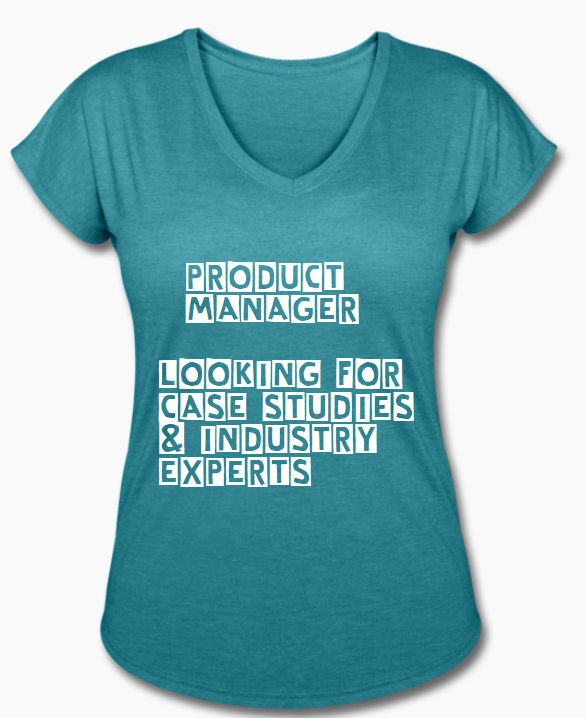 PRODUCT
MANAGER
LOOKING FOR
CASE STUDIES
& INDUSTRY
EXPERTS